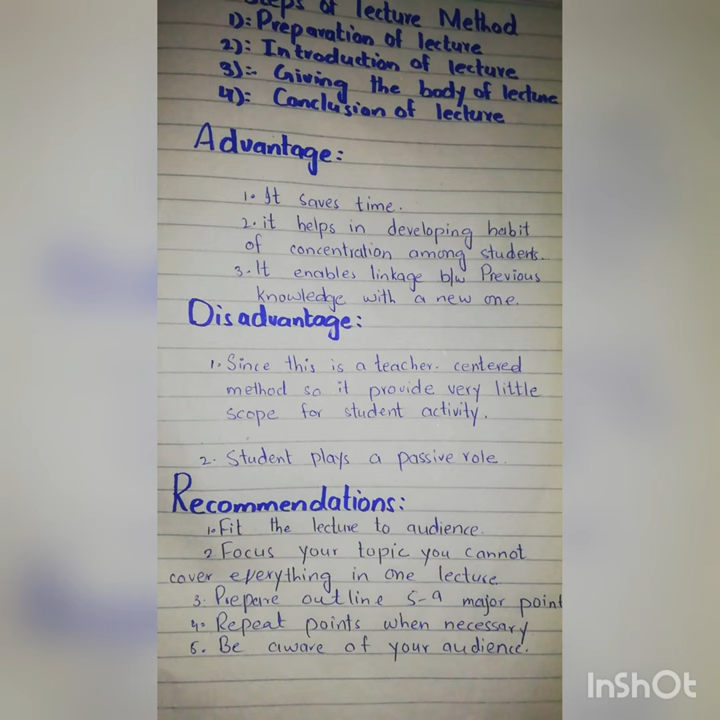 Steps of lecture Method
1): Preparation of lecture
2): Introduction of lecture
3):- Giving the body of lecture
4): Conclusion of lecture
Advantage:
1. It saves time.
2. it helps in developing habit
of concentration among students.
3. It enables linkage b/w Previous
knowledge with a new one.
Disadvantage:
1. Since this is a teacher. centered
method so it provide very little
scope for student activity.
2. Student plays a passive role.
Recommendations:
1. Fit the lecture to audience.
2 Focus your topic you cannot
cover everything in one lecture.
3. Prepare outline 5-9 major point
4. Repeat points when necessary
5. Be aware of your audience.
InShOt